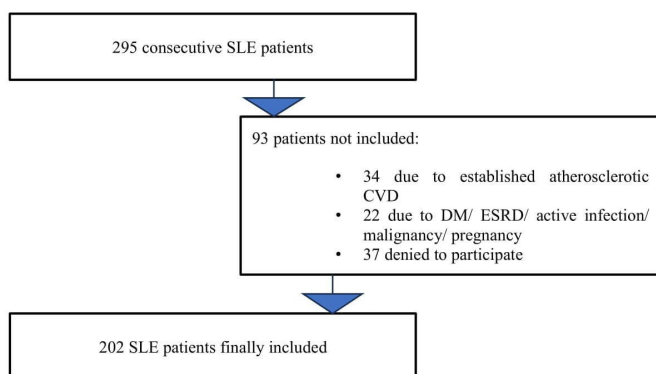 295 consecutive SLE patients
93 patients not included:
• 34 due to established atherosclerotic
CVD
• 22 due to DM/ ESRD/ active infection/
malignancy/ pregnancy
• 37 denied to participate
202 SLE patients finally included